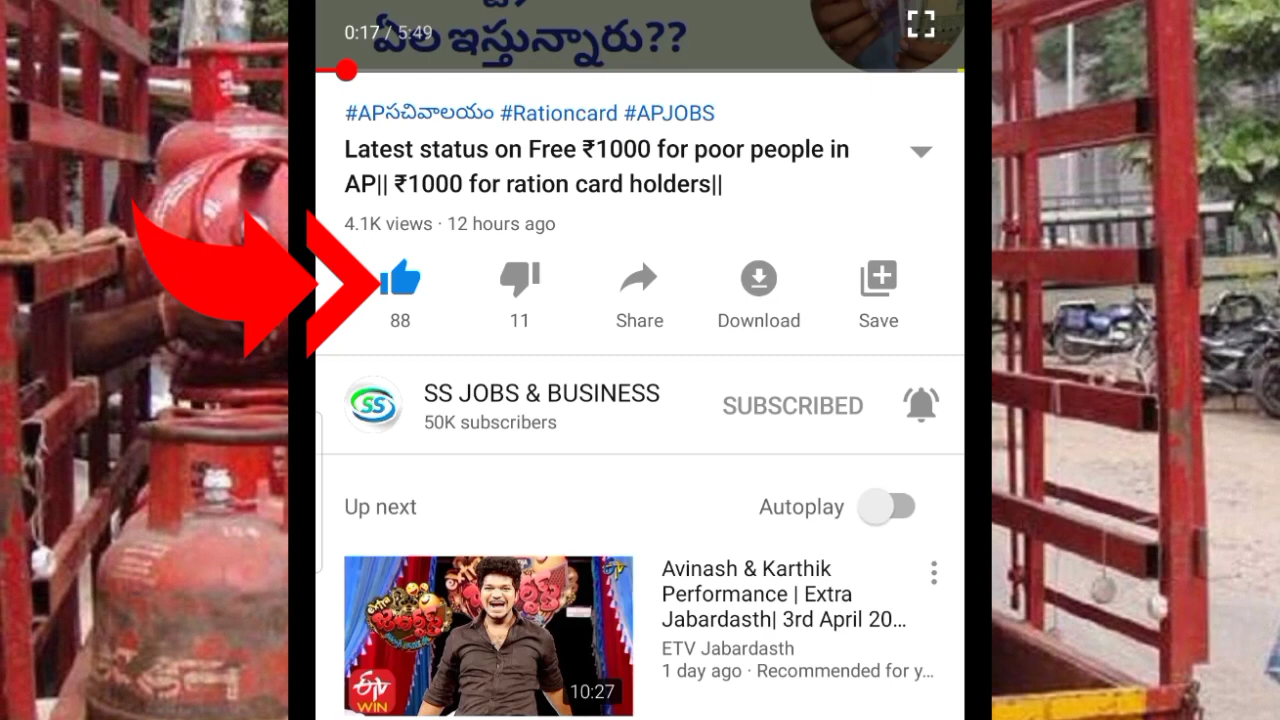 0:17 / 5:49
ఏలా ఇస్తున్నారు??
#APసచివాలయం #Rationcard #APJOBS
Latest status on Free ₹1000 for poor people in
AP|| ₹1000 for ration card holders||
4.1K views · 12 hours ago
88
11
Share
Download
Save
SS
SS JOBS & BUSINESS
50K subscribers
SUBSCRIBED
Up next
Autoplay
Avinash & Karthik
Performance | Extra
Jabardasth| 3rd April 20...
ETV Jabardasth
1 day ago · Recommended for y...
WIN
10:27